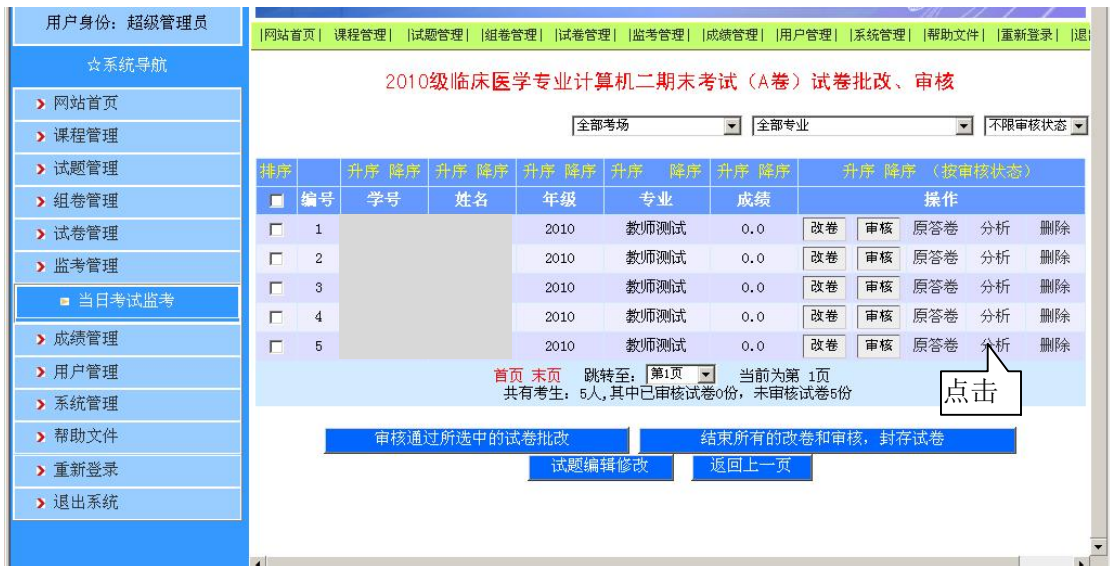 用户身份: 超级管理员
|网站首页| 课程管理| |试题管理| |组卷管理| |试卷管理| |监考管理| |成绩管理| |用户管理| |系统管理| |帮助文件| |重新登录|
☆系统导航
网站首页
课程管理
试题管理
组卷管理
试卷管理
监考管理
当日考试监考
成绩管理
用户管理
系统管理
帮助文件
重新登录
退出系统
2010级临床医学专业计算机二期末考试（A卷）试卷批改、审核
全部考场 全部专业 不限审核状态
排序 升序 降序 升序 降序 升序 降序 升序 降序 升序 降序 升序 降序 （按审核状态）
编号 学号 姓名 年级 专业 成绩 操作
1 2010 教师测试 0.0 改卷 审核 原答卷 分析 删除
2 2010 教师测试 0.0 改卷 审核 原答卷 分析 删除
3 2010 教师测试 0.0 改卷 审核 原答卷 分析 删除
4 2010 教师测试 0.0 改卷 审核 原答卷 分析 删除
5 2010 教师测试 0.0 改卷 审核 原答卷 分析 删除
首页 末页 跳转至: 第1页 当前为第 1页
共有考生: 5人,其中已审核试卷0份，未审核试卷5份
点击
审核通过所选中的试卷批改 结束所有的改卷和审核，封存试卷
试题编辑修改 返回上一页